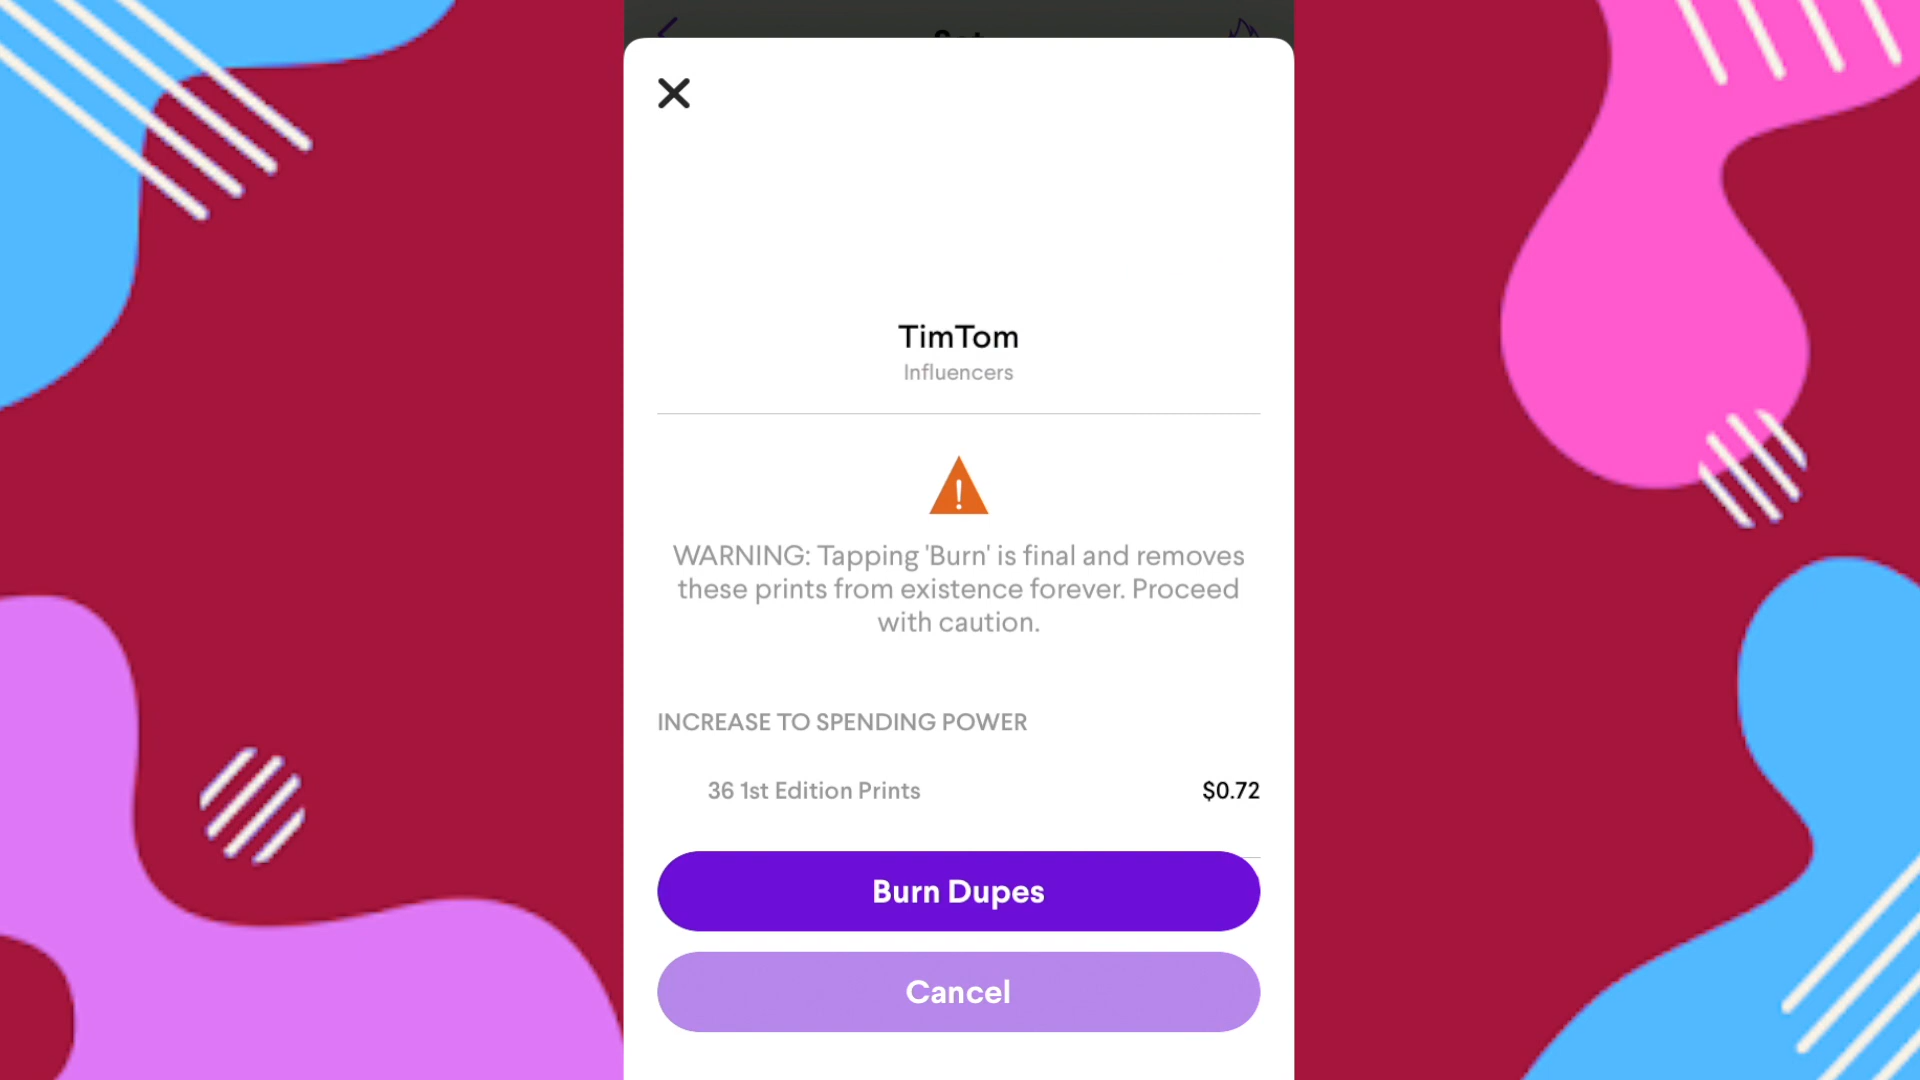 TimTom
Influencers
WARNING: Tapping 'Burn' is final and removes
these prints from existence forever. Proceed
with caution.
INCREASE TO SPENDING POWER
36 1st Edition Prints $0.72
Burn Dupes
Cancel